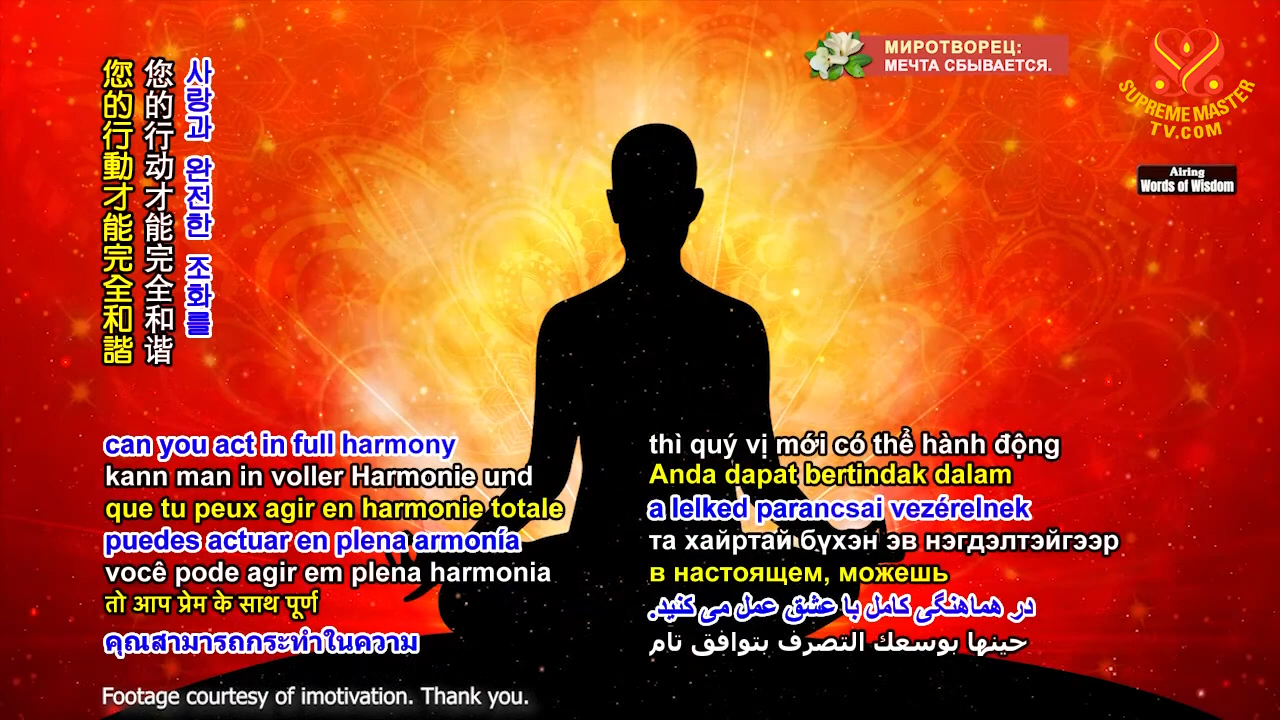 МИРОТВОРЕЦ:
МЕЧТА СБЫВАЕТСЯ.
SUPREME MASTER
TV.COM
Airing
Words of Wisdom
사랑과 완전한 조화를
您的行动才能完全和谐
您的行動才能完全和諧
can you act in full harmony
kann man in voller Harmonie und
que tu peux agir en harmonie totale
puedes actuar en plena armonía
você pode agir em plena harmonia
तो आप प्रेम के साथ पूर्ण
คุณสามารถกระทำในความ
thì quý vị mới có thể hành động
Anda dapat bertindak dalam
a lelked parancsai vezérelnek
та хайртай бүхэн эв нэгдэлтэйгээр
в настоящем, можешь
در هماهنگی کامل با عشق عمل می کنید.
حينها بوسعك التصرف بتوافق تام
Footage courtesy of imotivation. Thank you.